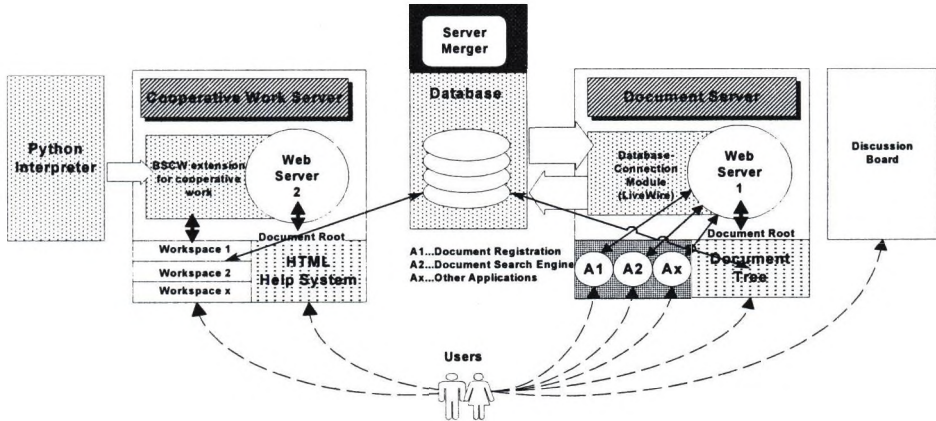 Server
Merger
Cooperative Work Server
Database
Document Server
Python
Interpreter
BSCW extension
for cooperative
work
Web
Server
2
Database-
Connection
Module
(LiveWire)
Web
Server
1
Discussion
Board
Document Root
Document Root
Workspace 1
Workspace 2
Workspace x
HTML
Help System
A1...Document Registration
A2...Document Search Engine
Ax...Other Applications
A1
A2
Ax
Document
Tree
Users